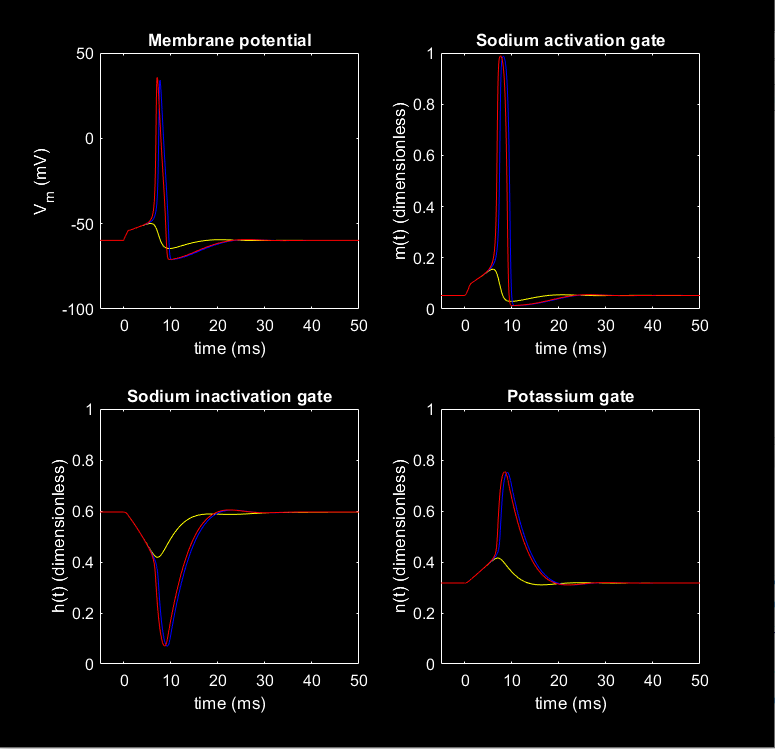 Membrane potential
50
0
-50
-100
V_m (mV)
0 10 20 30 40 50
time (ms)
Sodium activation gate
1
0.8
0.6
0.4
0.2
0
m(t) (dimensionless)
0 10 20 30 40 50
time (ms)
Sodium inactivation gate
1
0.8
0.6
0.4
0.2
0
h(t) (dimensionless)
0 10 20 30 40 50
time (ms)
Potassium gate
1
0.8
0.6
0.4
0.2
0
n(t) (dimensionless)
0 10 20 30 40 50
time (ms)